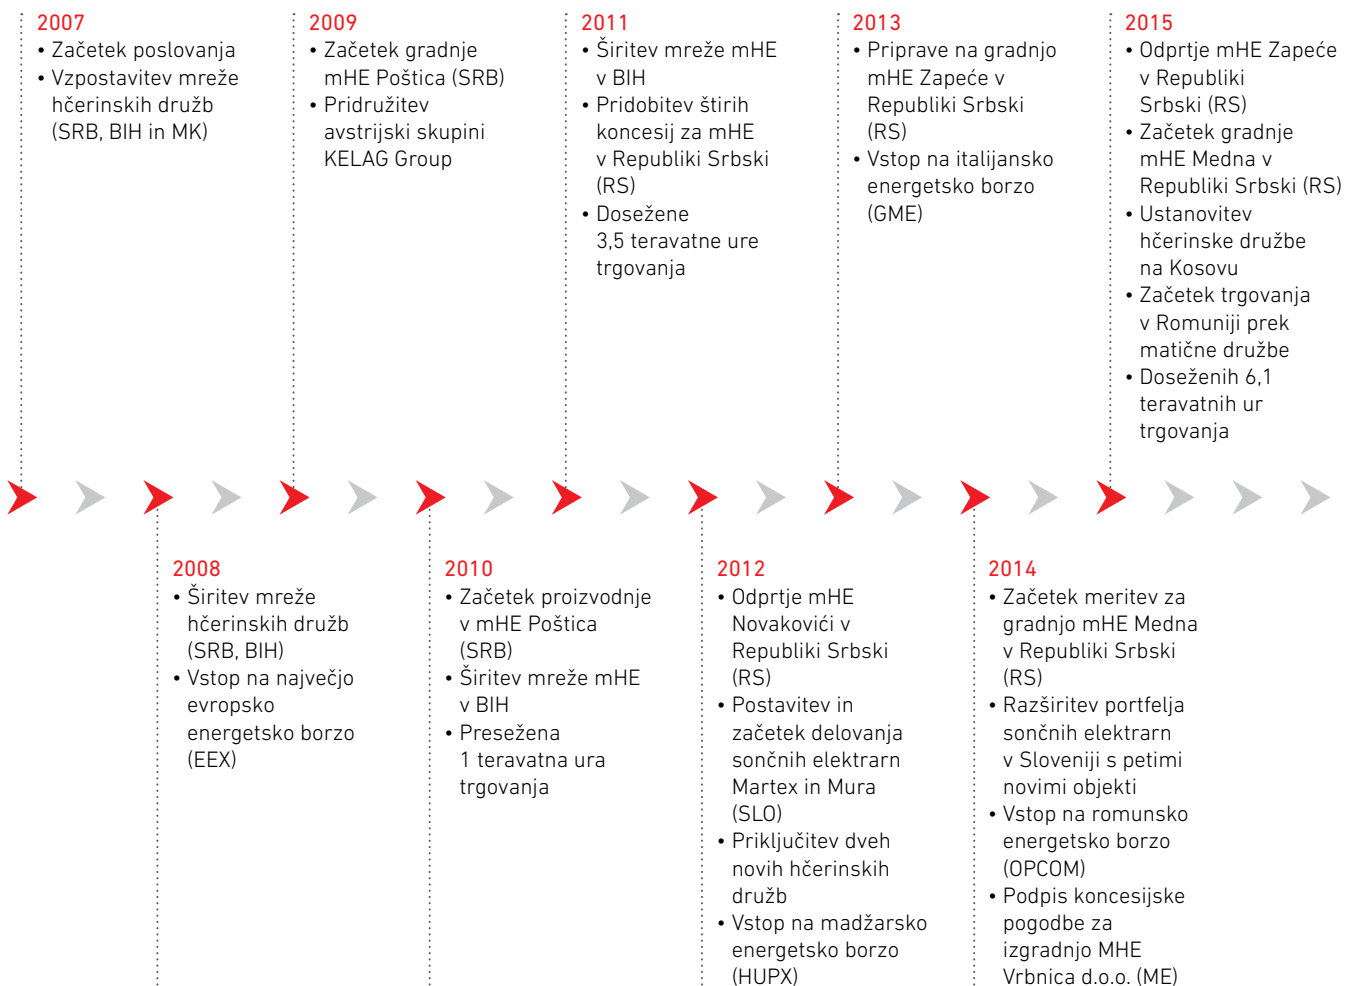 2007
• Začetek poslovanja
• Vzpostavitev mreže
hčerinskih družb
(SRB, BIH in MK)
2009
• Začetek gradnje
mHE Poštica (SRB)
• Pridružitev
avstrijski skupini
KELAG Group
2011
• Širitev mreže mHE
v BIH
• Pridobitev štirih
koncesij za mHE
v Republiki Srbski
(RS)
• Dosežene
3,5 teravatne ure
trgovanja
2013
• Priprave na gradnjo
mHE Zapeće v
Republiki Srbski
(RS)
• Vstop na italijansko
energetsko borzo
(GME)
2015
• Odprtje mHE Zapeće
v Republiki
Srbski (RS)
• Začetek gradnje
mHE Medna v
Republiki Srbski (RS)
• Ustanovitev
hčerinske družbe
na Kosovu
• Začetek trgovanja
v Romuniji prek
matične družbe
• Doseženih 6,1
teravatnih ur
trgovanja
2008
• Širitev mreže
hčerinskih družb
(SRB, BIH)
• Vstop na največjo
evropsko
energetsko borzo
(EEX)
2010
• Začetek proizvodnje
v mHE Poštica
(SRB)
• Širitev mreže mHE
v BIH
• Presežena
1 teravatna ura
trgovanja
2012
• Odprtje mHE
Novakovići v
Republiki Srbski
(RS)
• Postavitev in
začetek delovanja
sončnih elektrarn
Martex in Mura
(SLO)
• Priključitev dveh
novih hčerinskih
družb
• Vstop na madžarsko
energetsko borzo
(HUPX)
2014
• Začetek meritev za
gradnjo mHE Medna
v Republiki Srbski
(RS)
• Razširitev portfelja
sončnih elektrarn
v Sloveniji s petimi
novimi objekti
• Vstop na romunsko
energetsko borzo
(OPCOM)
• Podpis koncesijske
pogodbe za
izgradnjo MHE
Vrbnica d.o.o. (ME)